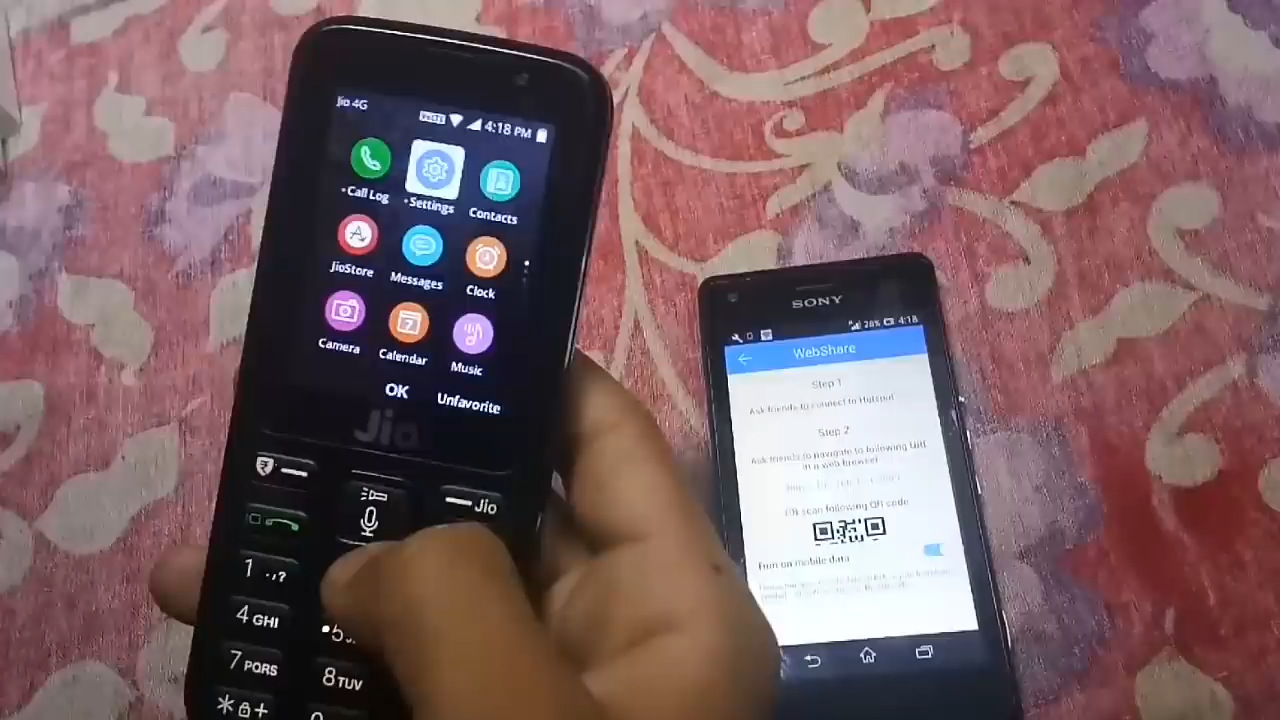 Jio 4G
VoLTE 4:18 PM
Call Log
Settings
Contacts
JioStore
Messages
Clock
Camera
7
Calendar
Music
OK
Unfavorite
Jio
Jio
1 .,?
4 GHI
5
7 PQRS
8 TUV
* +
SONY
28% 4:18
WebShare
Step 1
Ask friends to connect to Hotspot
Step 2
Ask friends to navigate to following Url
in a web browser
OR scan following QR code
Turn on mobile data